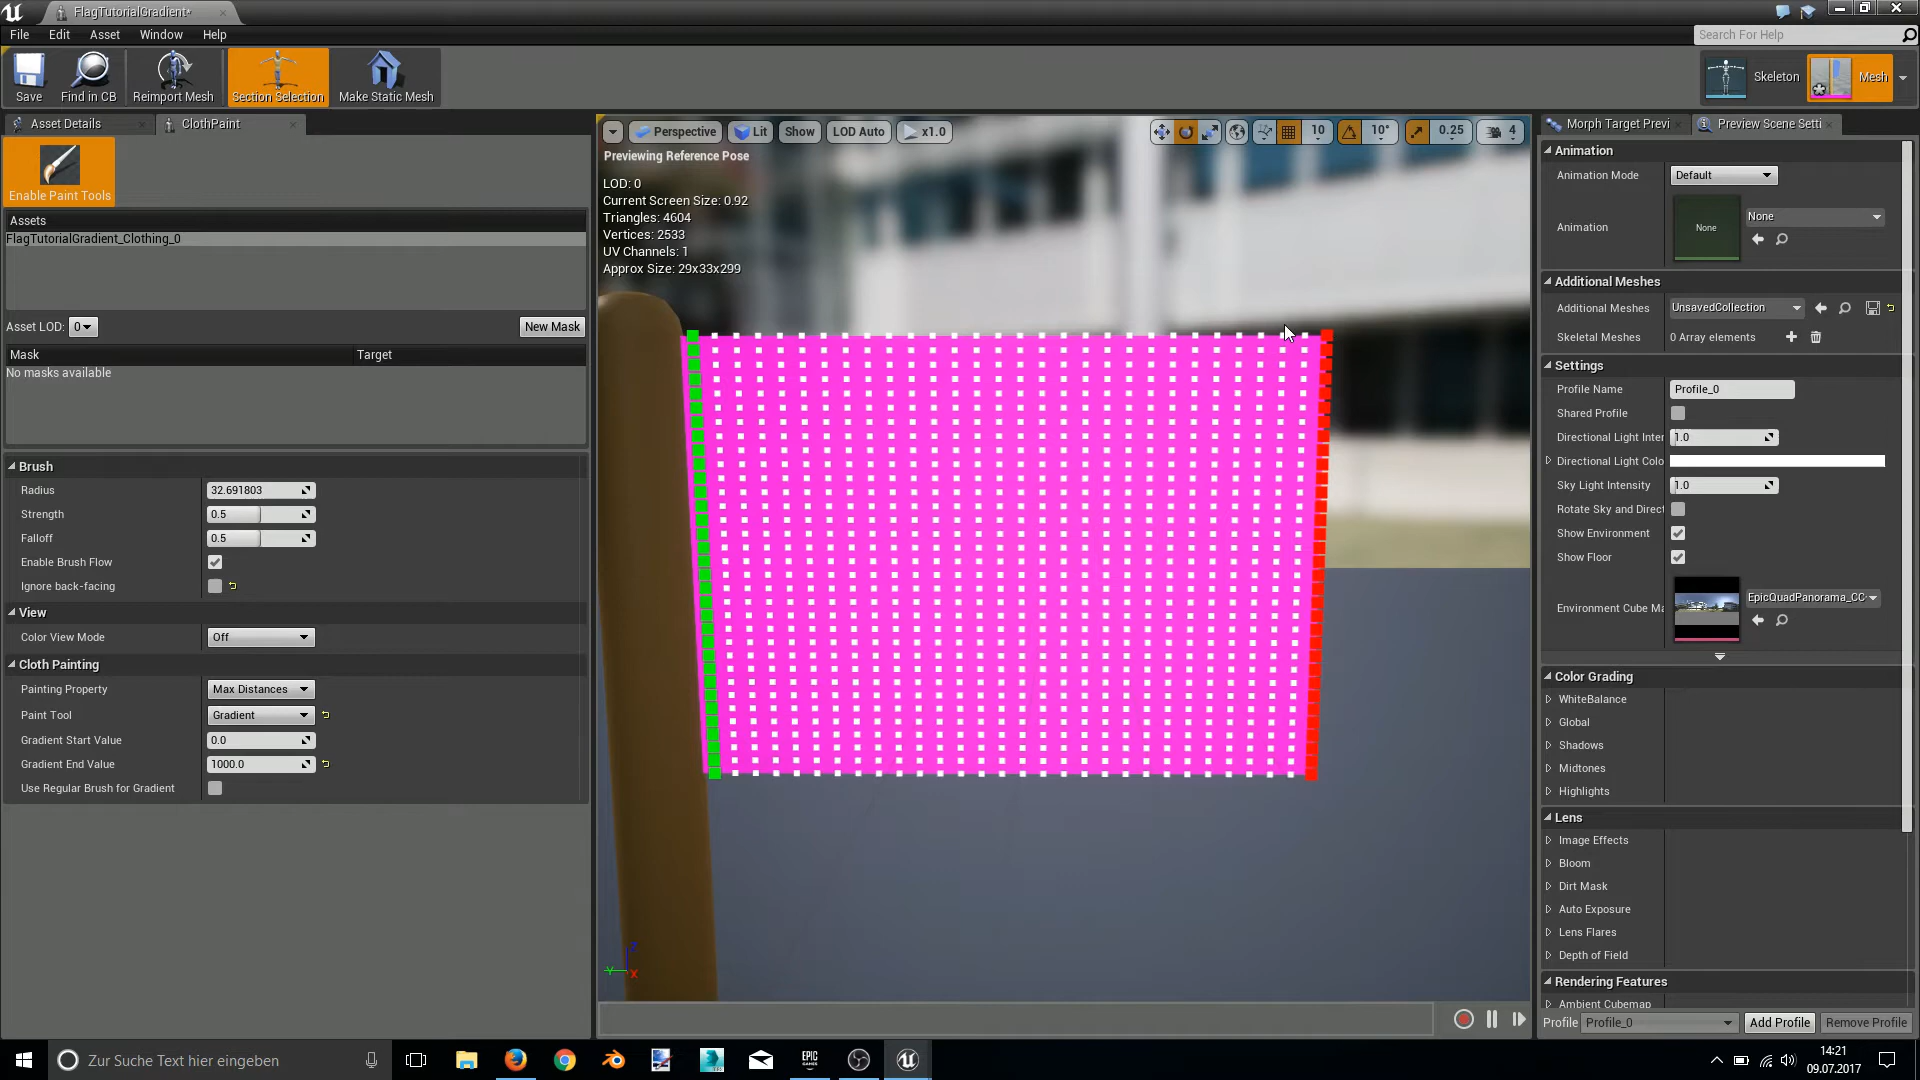 FlagTutorialGradient*
File Edit Asset Window Help
Search For Help
Save Find in CB Reimport Mesh Section Selection Make Static Mesh
Skeleton Mesh
Asset Details ClothPaint
Enable Paint Tools
Assets
FlagTutorialGradient_Clothing_0
Asset LOD: 0 New Mask
Mask Target
No masks available
Brush
Radius 32.691803
Strength 0.5
Falloff 0.5
Enable Brush Flow
Ignore back-facing
View
Color View Mode Off
Cloth Painting
Painting Property Max Distances
Paint Tool Gradient
Gradient Start Value 0.0
Gradient End Value 1000.0
Use Regular Brush for Gradient
Perspective Lit Show LOD Auto x1.0 10 10° 0.25 4
Previewing Reference Pose
LOD: 0
Current Screen Size: 0.92
Triangles: 4604
Vertices: 2533
UV Channels: 1
Approx Size: 29x33x299
Z
Y X
Morph Target Previ Preview Scene Setti
Animation
Animation Mode Default
Animation None None
Additional Meshes
Additional Meshes UnsavedCollection
Skeletal Meshes 0 Array elements
Settings
Profile Name Profile_0
Shared Profile
Directional Light Inter 1.0
Directional Light Colo
Sky Light Intensity 1.0
Rotate Sky and Direct
Show Environment
Show Floor
Environment Cube Ma EpicQuadPanorama_CC
Color Grading
WhiteBalance
Global
Shadows
Midtones
Highlights
Lens
Image Effects
Bloom
Dirt Mask
Auto Exposure
Lens Flares
Depth of Field
Rendering Features
Ambient Cubemap
Profile Profile_0 Add Profile Remove Profile
Zur Suche Text hier eingeben
EPIC GAMES
14:21
09.07.2017